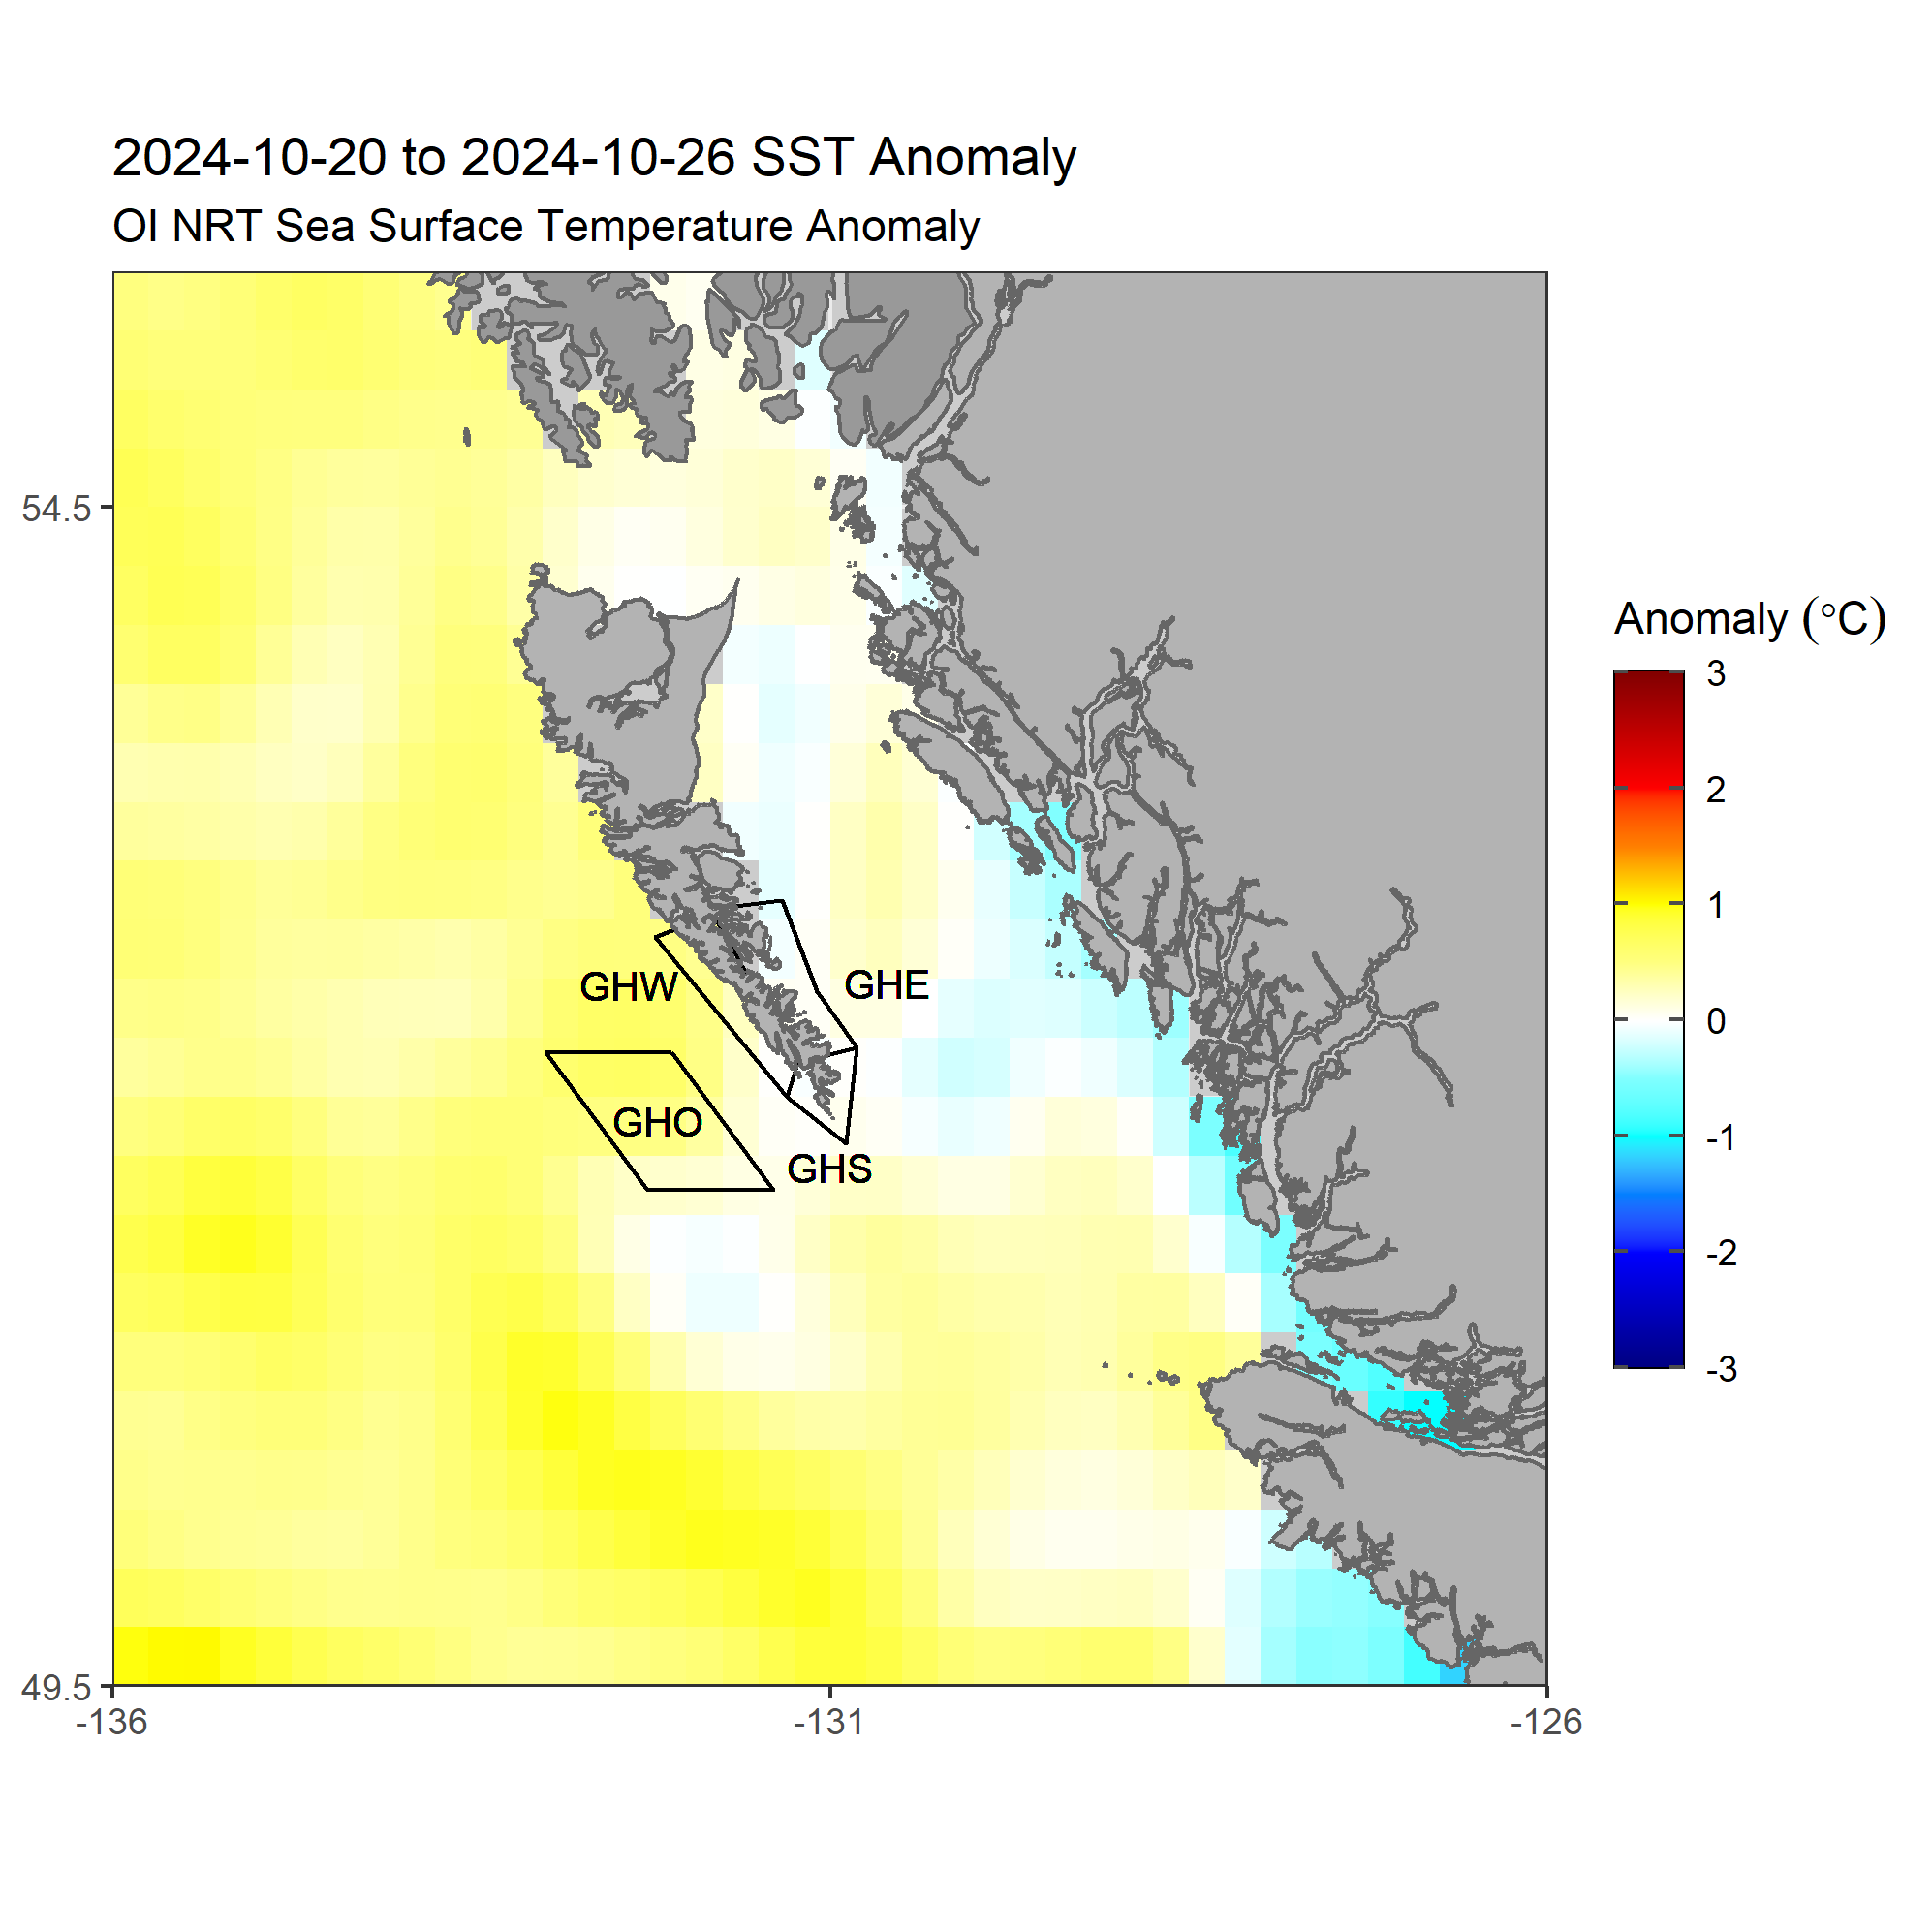 2024-10-20 to 2024-10-26 SST Anomaly
OI NRT Sea Surface Temperature Anomaly
54.5
49.5
-136
-131
-126
GHW
GHE
GHO
GHS
Anomaly (°C)
3
2
1
0
-1
-2
-3